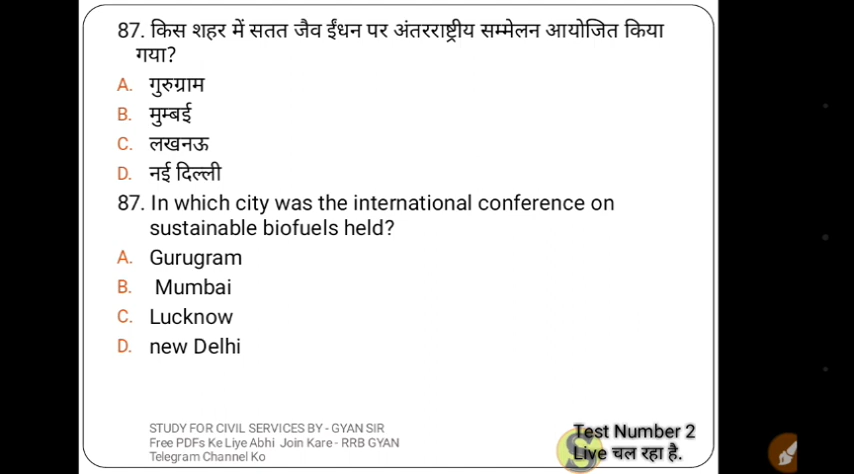 87. किस शहर में सतत जैव ईंधन पर अंतरराष्ट्रीय सम्मेलन आयोजित किया
गया?
A. गुरुग्राम
B. मुम्बई
C. लखनऊ
D. नई दिल्ली
87. In which city was the international conference on
sustainable biofuels held?
A. Gurugram
B. Mumbai
C. Lucknow
D. new Delhi
STUDY FOR CIVIL SERVICES BY - GYAN SIR
Free PDFs Ke Liye Abhi Join Kare - RRB GYAN
Telegram Channel Ko
Test Number 2
Live चल रहा है.